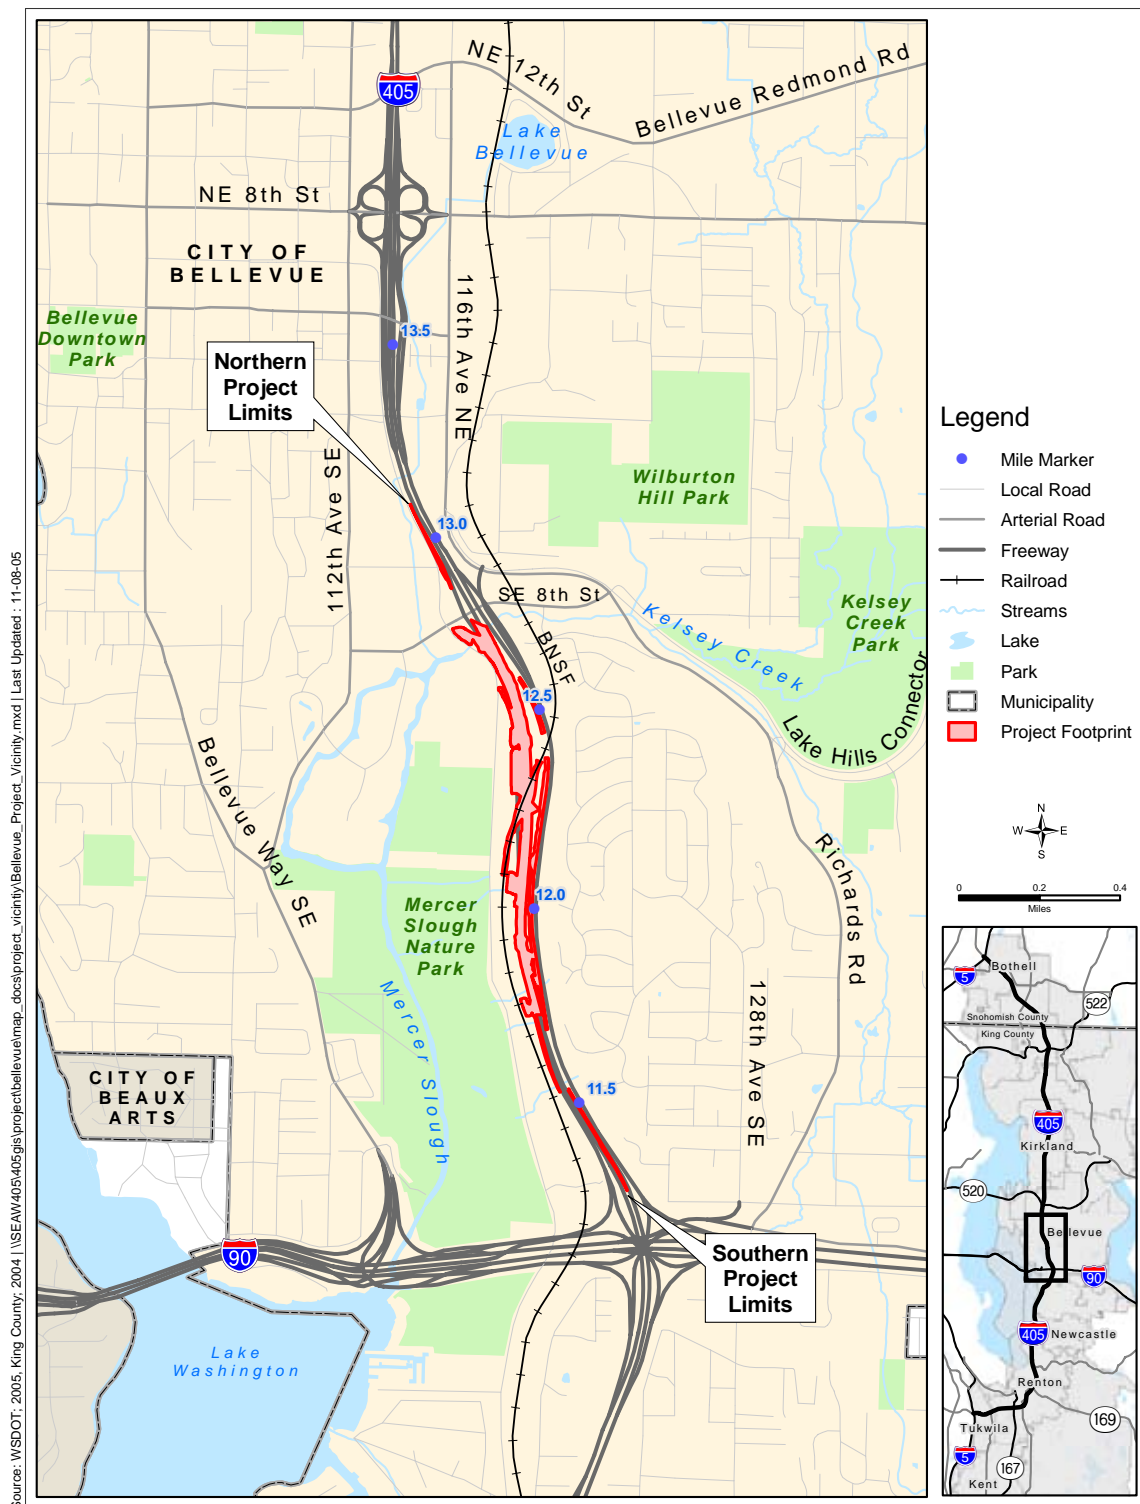 405
NE 12th St
Bellevue Redmond Rd
Lake
Bellevue
NE 8th St
CITY OF
BELLEVUE
116th Ave NE
13.5
Bellevue
Downtown
Park
Northern
Project
Limits
Wilburton
Hill Park
112th Ave SE
13.0
SE 8th St
Kelsey Creek
Kelsey
Creek
Park
BNSF
12.5
Lake Hills Connector
Bellevue Way SE
Richards Rd
12.0
Mercer
Slough
Nature
Park
Mercer Slough
128th Ave SE
CITY OF
BEAUX
ARTS
11.5
90
Southern
Project
Limits
Lake
Washington
Legend
Mile Marker
Local Road
Arterial Road
Freeway
Railroad
Streams
Lake
Park
Municipality
Project Footprint
N
W E
S
0 0.2 0.4
Miles
Bothell
5
522
Snohomish County
King County
405
Kirkland
520
Bellevue
90
405
Newcastle
Renton
169
Tukwila
5
167
Kent
Source: WSDOT; 2005, King County; 2004 | \\SEAW405\405gis\project\bellevue\map_docs\project_vicintiy\Bellevue_Project_Vicinity.mxd | Last Updated : 11-08-05